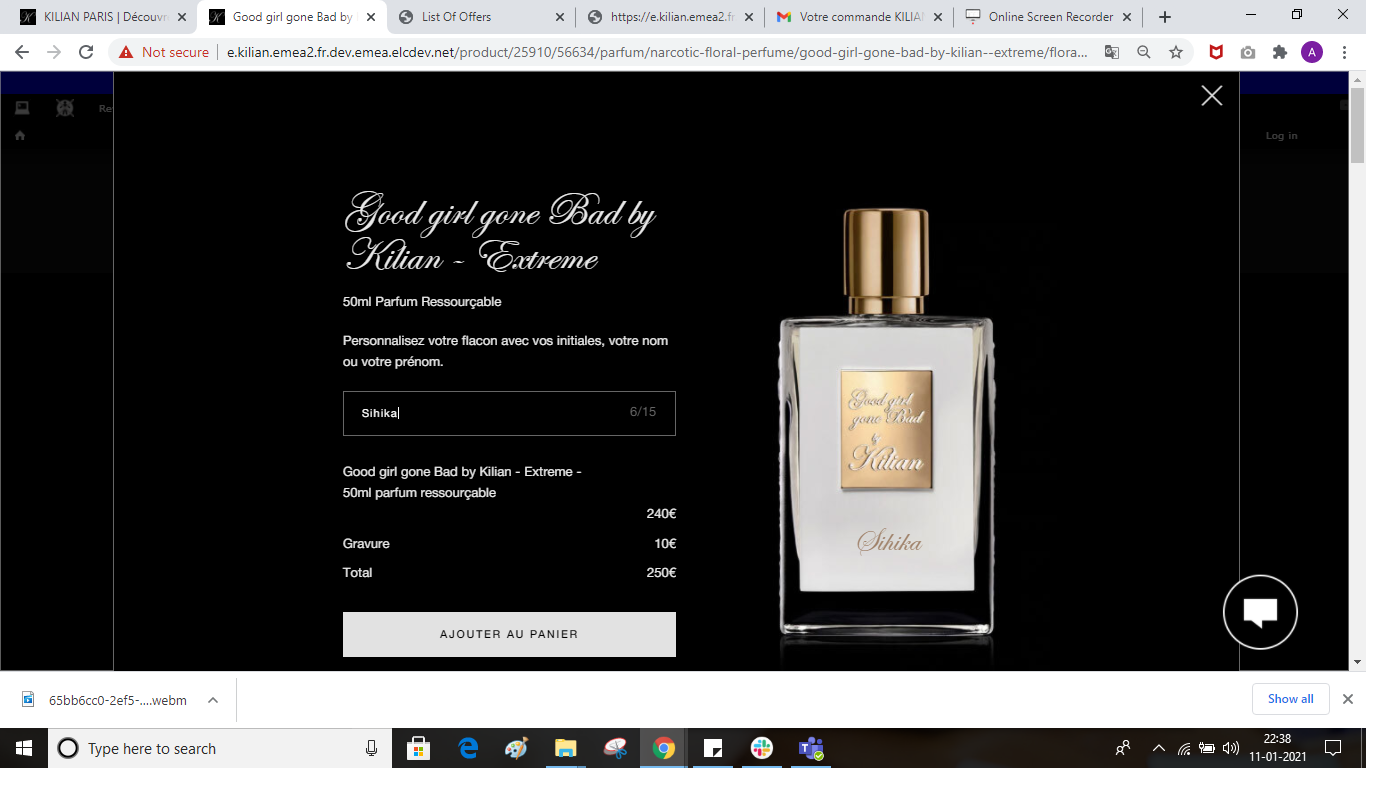 KILIAN PARIS | Découvr
Good girl gone Bad by
List Of Offers
https://e.kilian.emea2.fr
Votre commande KILIA
Online Screen Recorder
Not secure
e.kilian.emea2.fr.dev.emea.elcdev.net/product/25910/56634/parfum/narcotic-floral-perfume/good-girl-gone-bad-by-kilian--extreme/flora...
A
Re
Log in
Good girl gone Bad by
Kilian - Extreme
50ml Parfum Ressourçable
Personnalisez votre flacon avec vos initiales, votre nom
ou votre prénom.
Sihika
6/15
Good girl gone Bad by Kilian - Extreme -
50ml parfum ressourçable
240€
Gravure 10€
Total 250€
AJOUTER AU PANIER
Good girl
gone Bad
by
Kilian
Sihika
65bb6cc0-2ef5-....webm
Show all
Type here to search
22:38
11-01-2021